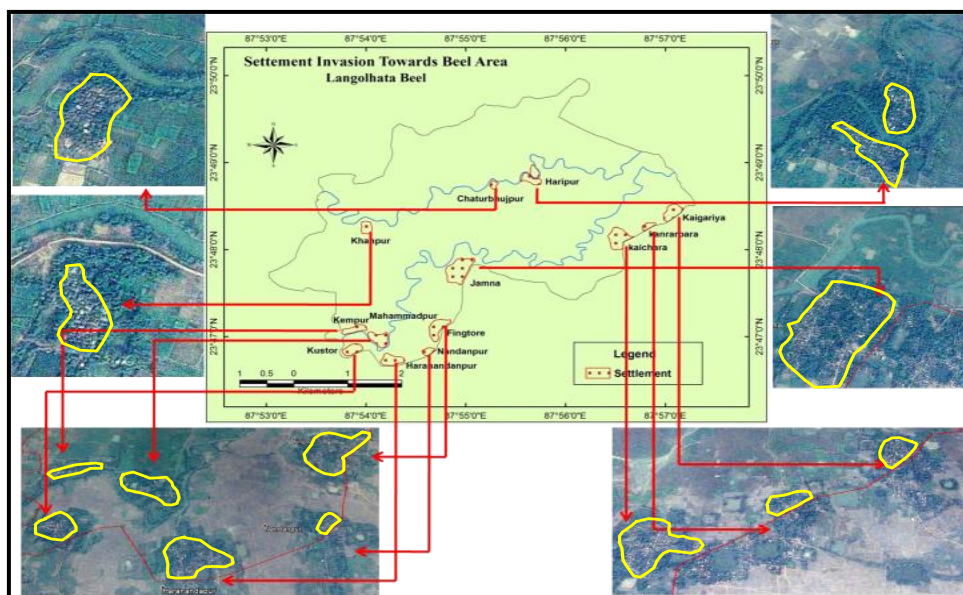 87°53'0"E 87°54'0"E 87°55'0"E 87°56'0"E 87°57'0"E
Settement Invasion Towards Beel Area
Langolhata Beel
23°50'0"N
23°50'0"N
23°49'0"N
23°49'0"N
Haripur
Chaturbhujpur
Kaigariya
Khanpur
kanrarpara
kaichara
23°48'0"N
23°48'0"N
Jamna
Mahammadpur
Kempur
Fingtore
23°47'0"N
23°47'0"N
Kustor
Nandanpur
Haranandanpur
Legend
Settlement
1 0.5 0 1 2
Kilometers
87°53'0"E 87°54'0"E 87°55'0"E 87°56'0"E 87°57'0"E